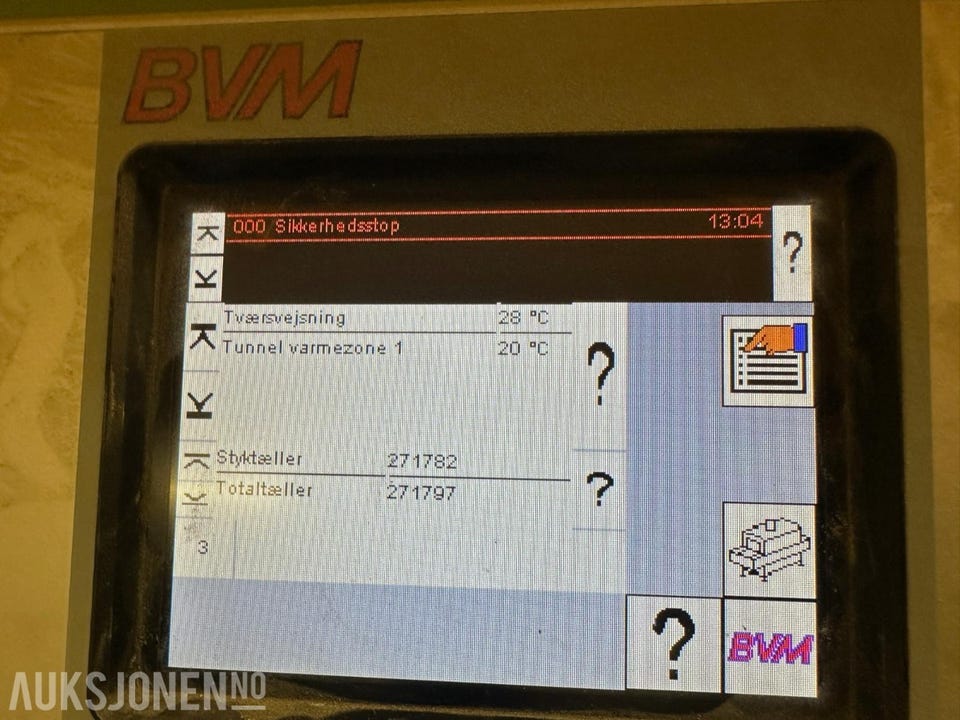 BVM
000 Sikkerhedsstop 13:04
?
Tværsvejsning 28 °C
Tunnel varmezone 1 20 °C
?
Styktæller 271782
Totaltæller 271797
?
3
?
BVM
AUKSJONEN.NO